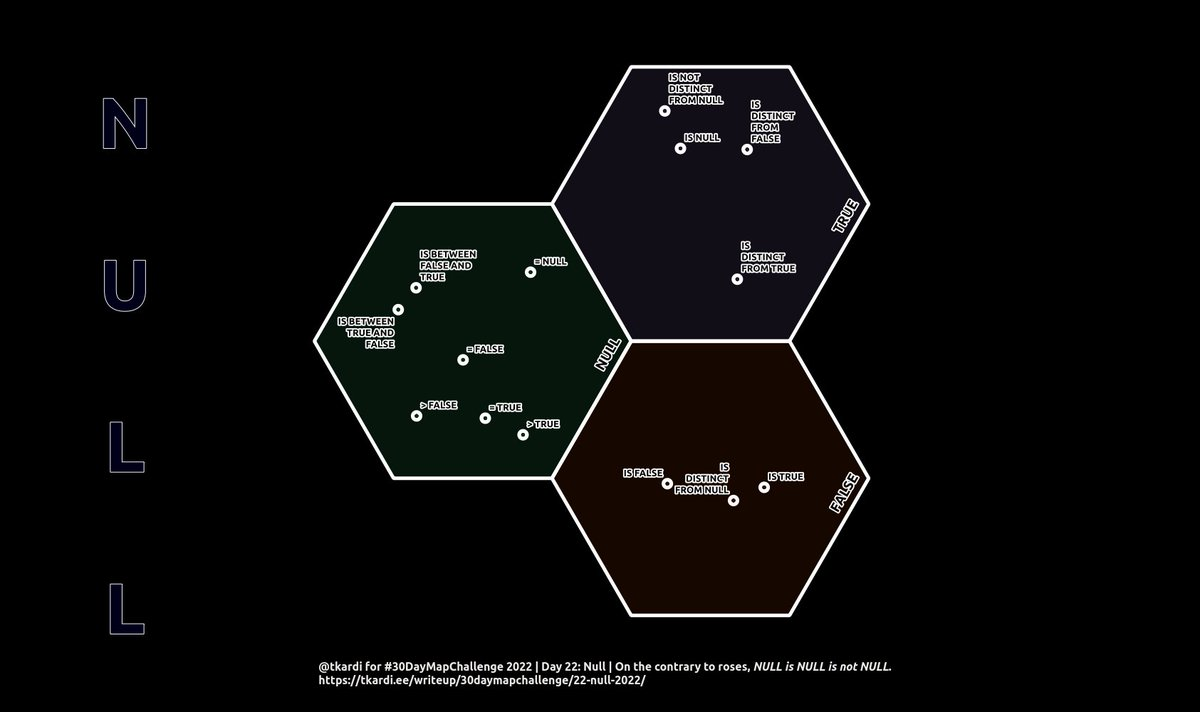 N
U
L
L
IS NOT
DISTINCT
FROM NULL
IS
DISTINCT
FROM
FALSE
IS NULL
TRUE
IS
DISTINCT
FROM TRUE
IS BETWEEN
FALSE AND
TRUE
= NULL
IS BETWEEN
TRUE AND
FALSE
= FALSE
NULL
> FALSE
= TRUE
> TRUE
IS FALSE
IS
DISTINCT
FROM NULL
IS TRUE
FALSE
@tkardi for #30DayMapChallenge 2022 | Day 22: Null | On the contrary to roses, NULL is NULL is not NULL.
https://tkardi.ee/writeup/30daymapchallenge/22-null-2022/